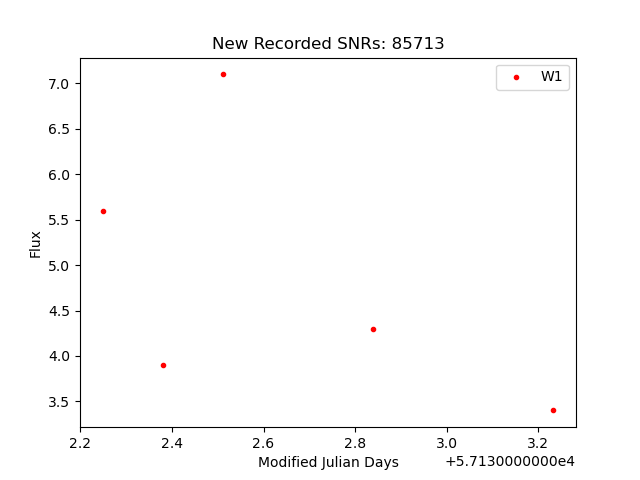 New Recorded SNRs: 85713
W1
7.0
6.5
6.0
5.5
5.0
4.5
4.0
3.5
Flux
2.2 2.4 2.6 2.8 3.0 3.2
Modified Julian Days
+5.7130000000e4